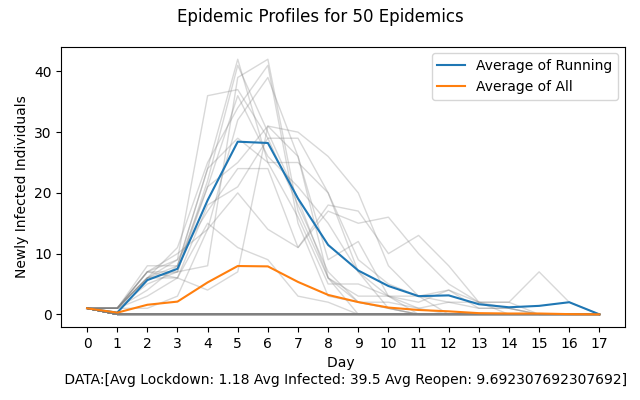 Epidemic Profiles for 50 Epidemics
Average of Running
Average of All
Newly Infected Individuals
40
30
20
10
0
0 1 2 3 4 5 6 7 8 9 10 11 12 13 14 15 16 17
Day
DATA:[Avg Lockdown: 1.18 Avg Infected: 39.5 Avg Reopen: 9.692307692307692]